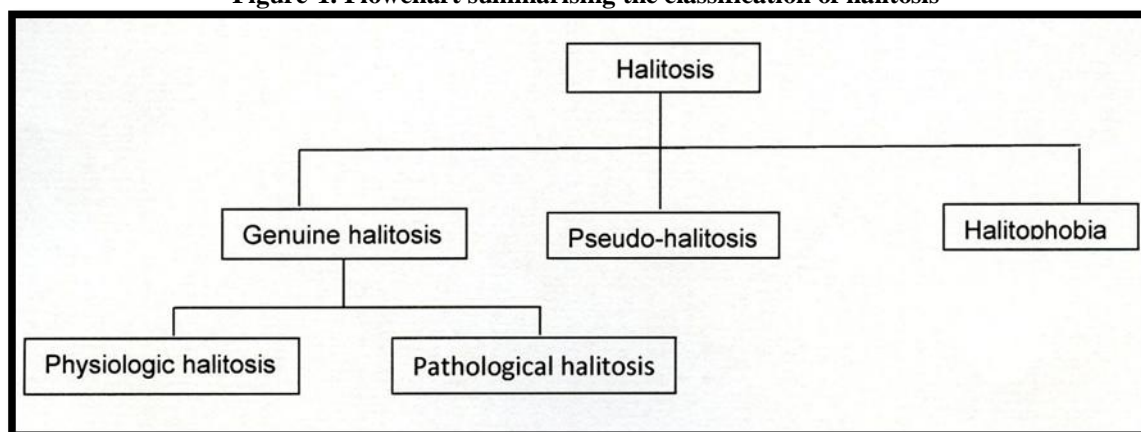 Figure 1. Flowchart summarising the classification of halitosis
Halitosis
Genuine halitosis
Pseudo-halitosis
Halitophobia
Physiologic halitosis
Pathological halitosis